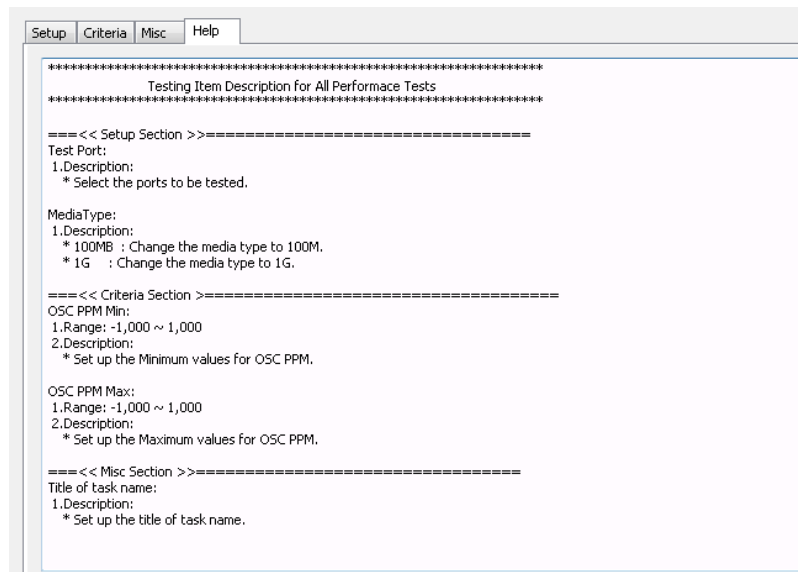 Setup Criteria Misc Help
********************************************************************
Testing Item Description for All Performace Tests
********************************************************************
===<< Setup Section >>=================================
Test Port:
1.Description:
* Select the ports to be tested.
MediaType:
1.Description:
* 100MB : Change the media type to 100M.
* 1G : Change the media type to 1G.
===<< Criteria Section >====================================
OSC PPM Min:
1.Range: -1,000 ~ 1,000
2.Description:
* Set up the Minimum values for OSC PPM.
OSC PPM Max:
1.Range: -1,000 ~ 1,000
2.Description:
* Set up the Maximum values for OSC PPM.
===<< Misc Section >>=================================
Title of task name:
1.Description:
* Set up the title of task name.